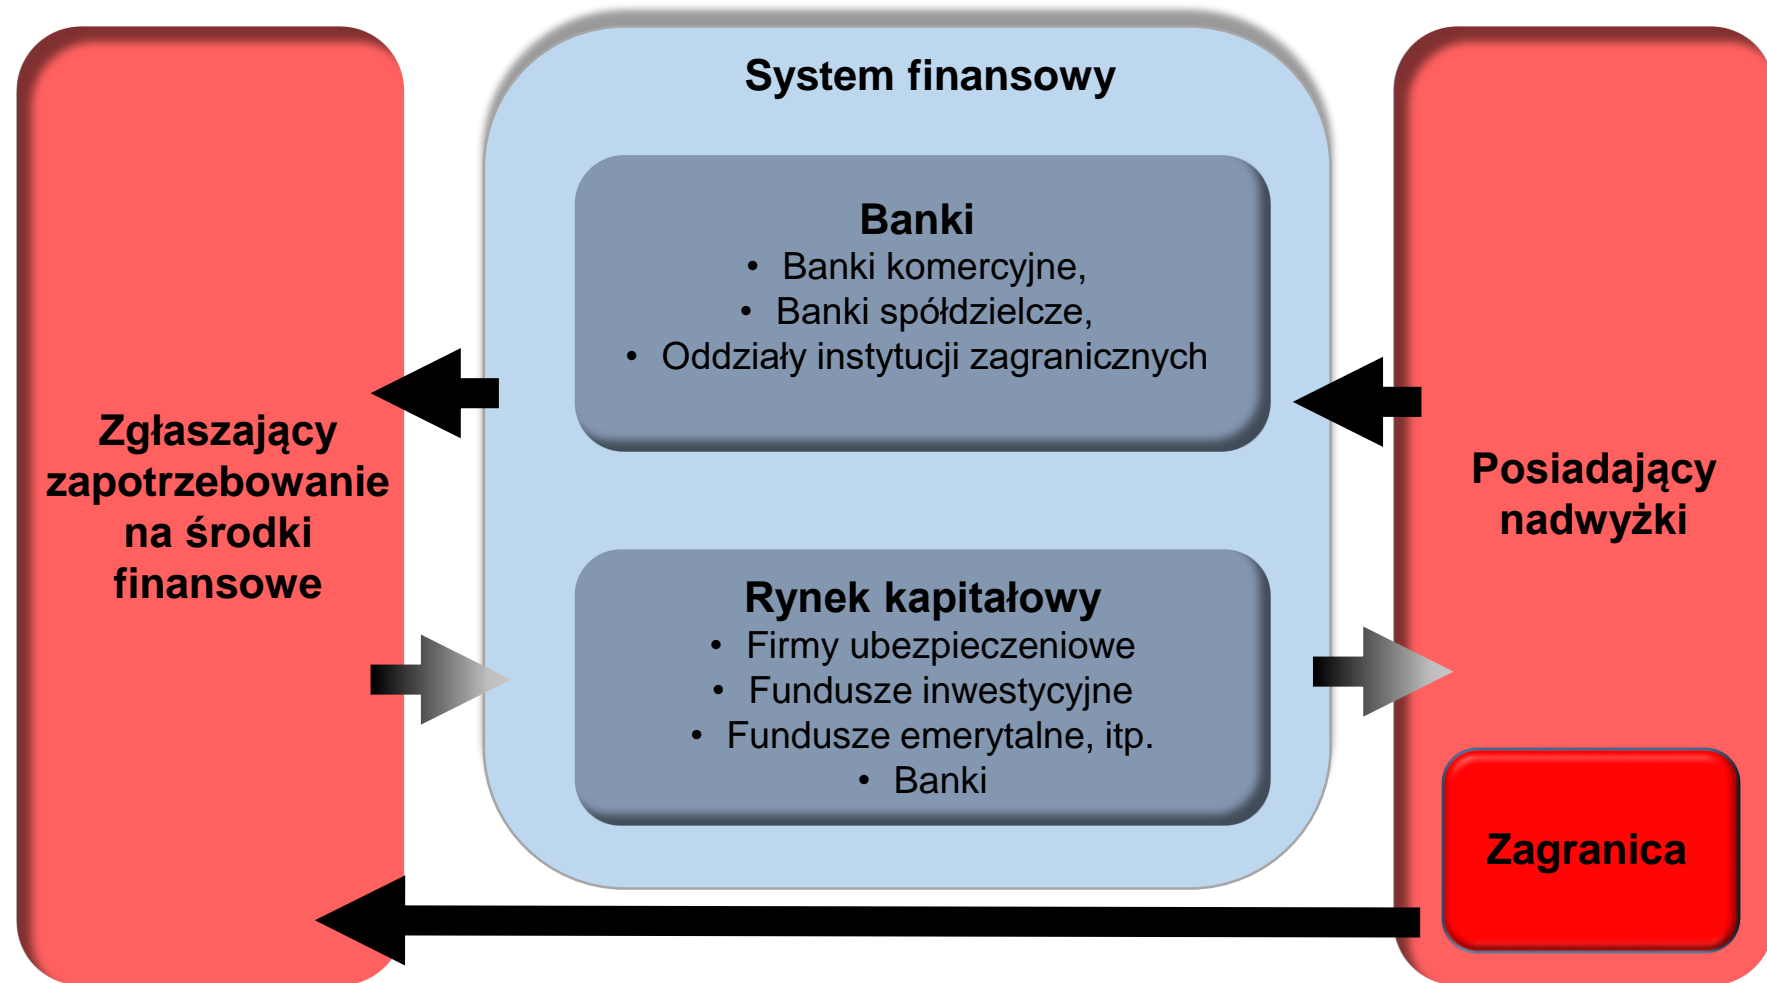 System finansowy
Banki
• Banki komercyjne,
• Banki spółdzielcze,
• Oddziały instytucji zagranicznych
Zgłaszający
zapotrzebowanie
na środki
finansowe
Posiadający
nadwyżki
Rynek kapitałowy
• Firmy ubezpieczeniowe
• Fundusze inwestycyjne
• Fundusze emerytalne, itp.
• Banki
Zagranica